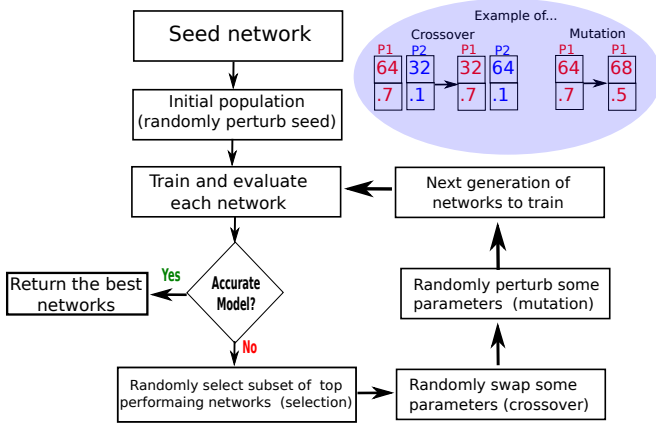 Seed network
Initial population
(randomly perturb seed)
Train and evaluate
each network
Accurate
Model?
Yes
Return the best
networks
No
Randomly select subset of top
performaing networks (selection)
Randomly swap some
parameters (crossover)
Randomly perturb some
parameters (mutation)
Next generation of
networks to train
Example of...
Crossover
P1 P2 P1 P2
64 32 32 64
.7 .1 .7 .1
Mutation
P1 P1
64 68
.7 .5